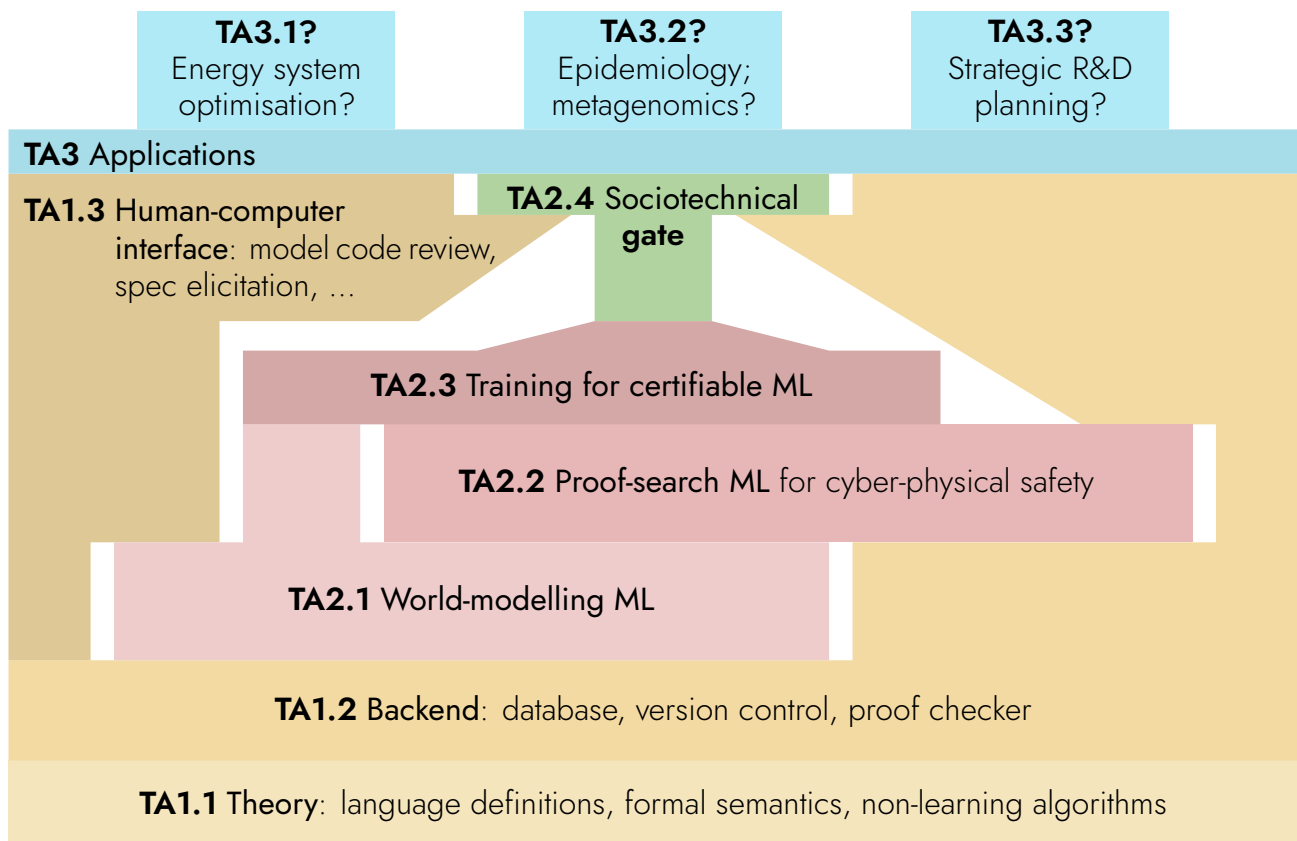 TA3.1?
Energy system
optimisation?
TA3.2?
Epidemiology;
metagenomics?
TA3.3?
Strategic R&D
planning?
TA3 Applications
TA1.3 Human-computer
interface: model code review,
spec elicitation, ...
TA2.4 Sociotechnical
gate
TA2.3 Training for certifiable ML
TA2.2 Proof-search ML for cyber-physical safety
TA2.1 World-modelling ML
TA1.2 Backend: database, version control, proof checker
TA1.1 Theory: language definitions, formal semantics, non-learning algorithms